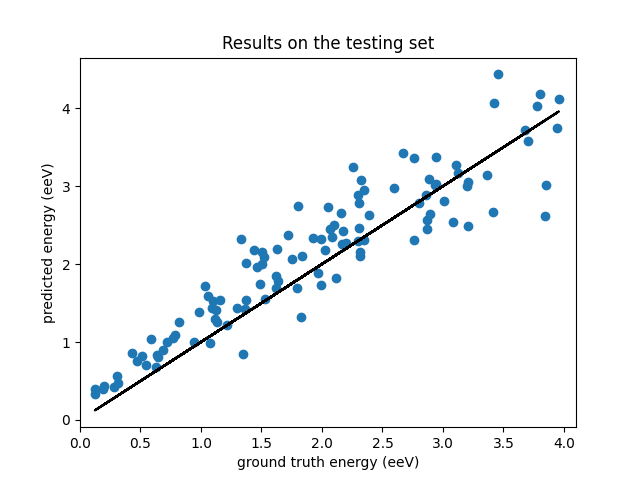 Results on the testing set
predicted energy (eeV)
4
3
2
1
0
0.0 0.5 1.0 1.5 2.0 2.5 3.0 3.5 4.0
ground truth energy (eeV)